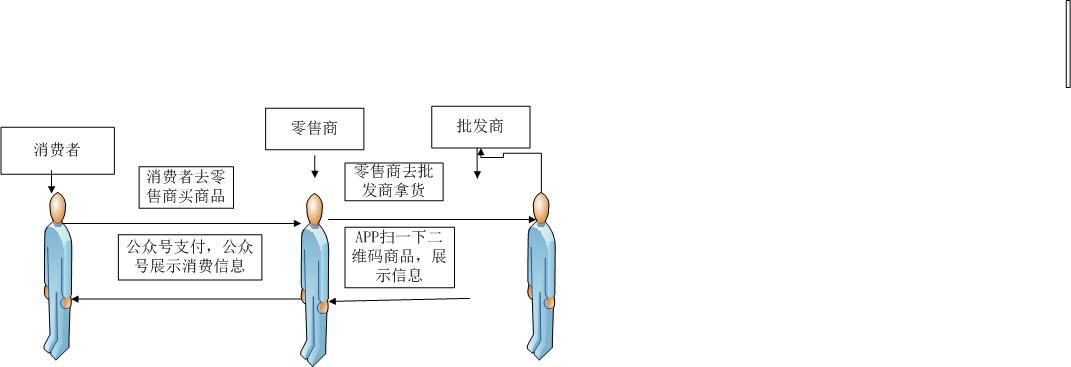 消费者
零售商
批发商
消费者去零
售商买商品
零售商去批
发商拿货
公众号支付，公众
号展示消费信息
APP扫一下二
维码商品，展
示信息